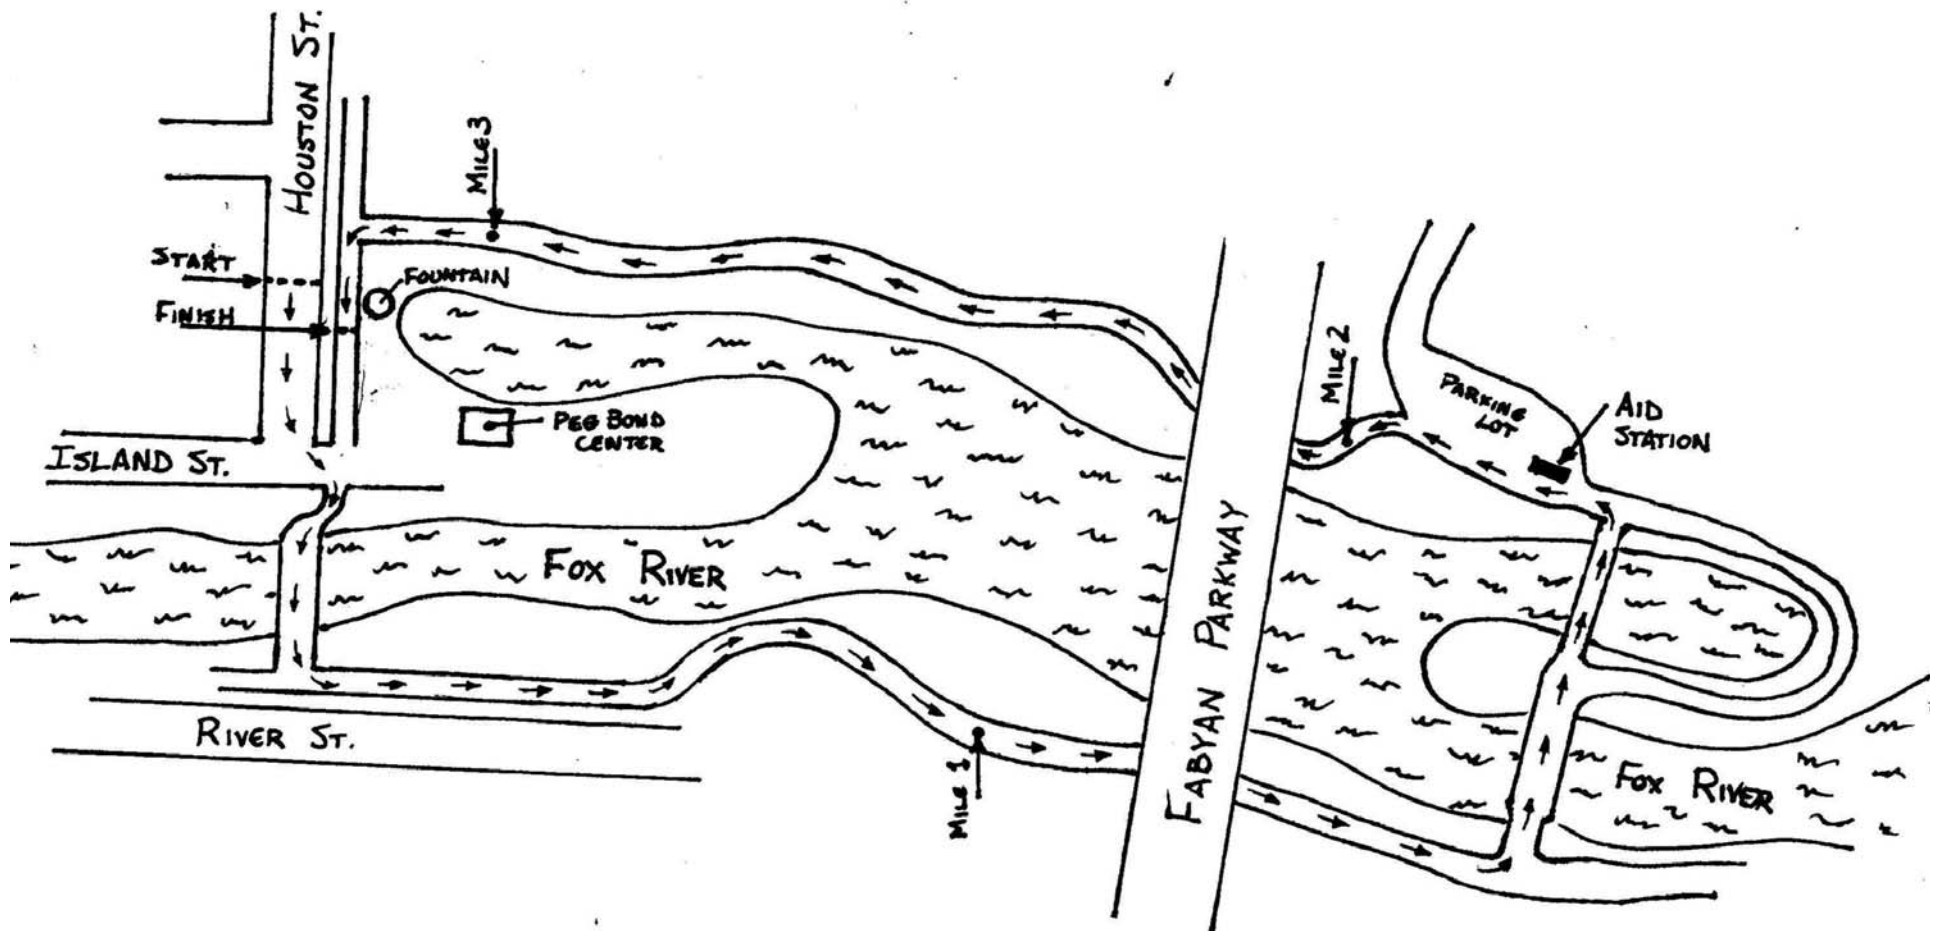 HOUSTON ST.
MILE 3
START
FINISH
FOUNTAIN
PEG BOND
CENTER
ISLAND ST.
FOX RIVER
RIVER ST.
MILE 1
FABYAN PARKWAY
MILE 2
PARKING
LOT
AID
STATION
FOX RIVER